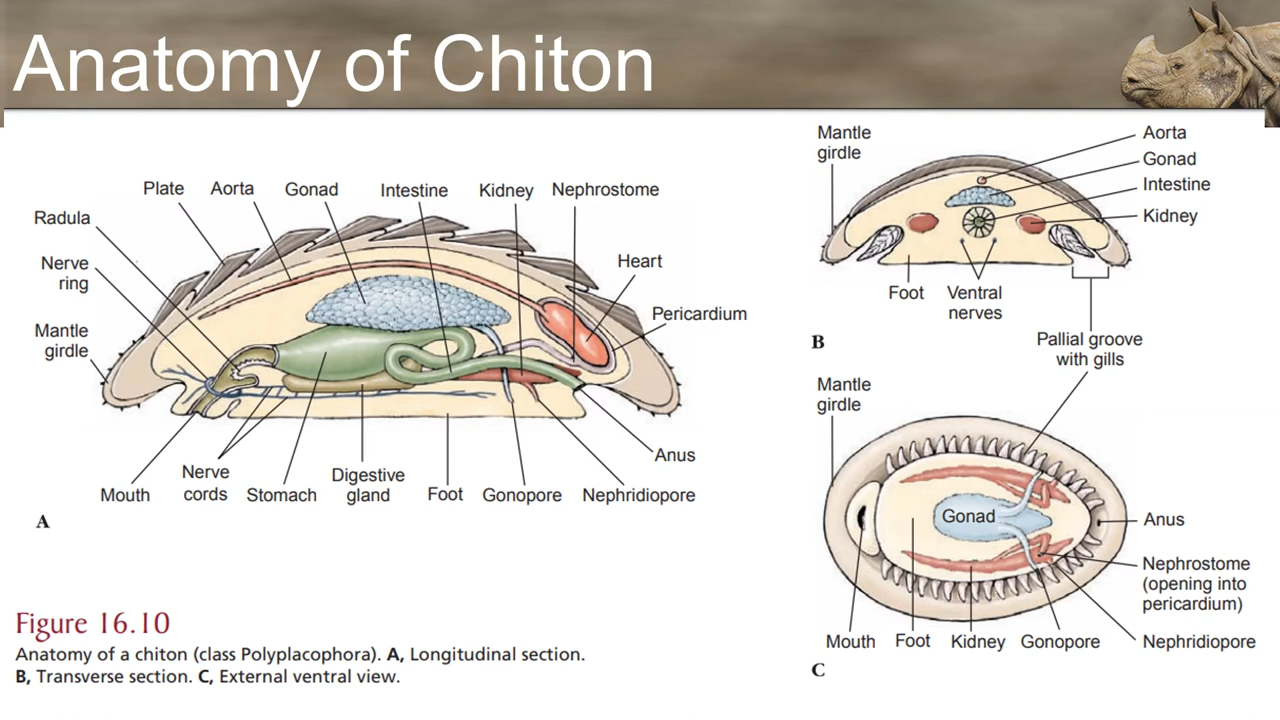 Anatomy of Chiton
Plate
Aorta
Gonad
Intestine
Kidney
Nephrostome
Radula
Nerve
ring
Mantle
girdle
Heart
Pericardium
Anus
Mouth
Nerve
cords
Stomach
Digestive
gland
Foot
Gonopore
Nephridiopore
A
Figure 16.10
Anatomy of a chiton (class Polyplacophora). A, Longitudinal section.
B, Transverse section. C, External ventral view.
Mantle
girdle
Aorta
Gonad
Intestine
Kidney
Foot
Ventral
nerves
B
Pallial groove
with gills
Mantle
girdle
Gonad
Anus
Nephrostome
(opening into
pericardium)
Mouth
Foot
Kidney
Gonopore
Nephridiopore
C